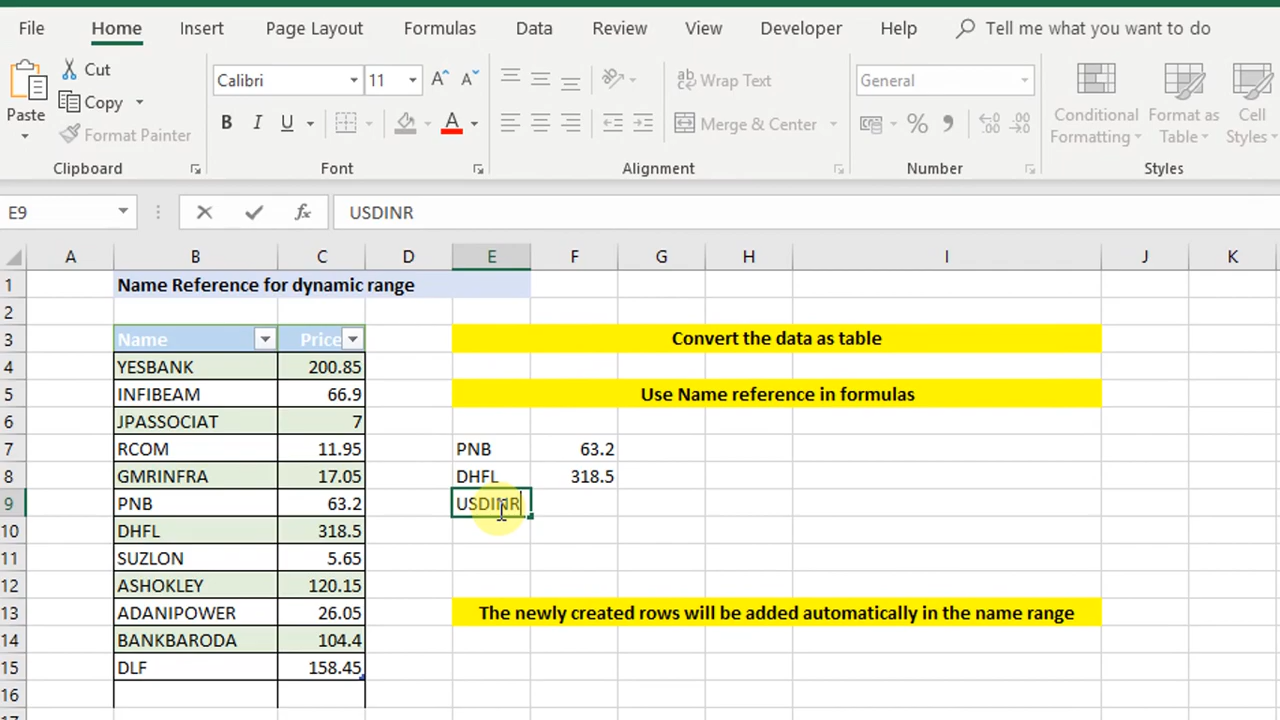 File Home Insert Page Layout Formulas Data Review View Developer Help Tell me what you want to do
Cut
Copy
Paste
Format Painter
Clipboard
Calibri 11
A A
B I U A
Font
ab Wrap Text
Merge & Center
Alignment
General
% , .00
Number
Conditional Formatting
Format as Table
Cell Styles
Styles
E9 fx USDINR
A B C D E F G H I J K
1 Name Reference for dynamic range
2
3 Name Price Convert the data as table
4 YESBANK 200.85
5 INFIBEAM 66.9 Use Name reference in formulas
6 JPASSOCIAT 7
7 RCOM 11.95 PNB 63.2
8 GMRINFRA 17.05 DHFL 318.5
9 PNB 63.2 USDINR
10 DHFL 318.5
11 SUZLON 5.65
12 ASHOKLEY 120.15
13 ADANIPOWER 26.05 The newly created rows will be added automatically in the name range
14 BANKBARODA 104.4
15 DLF 158.45
16
17